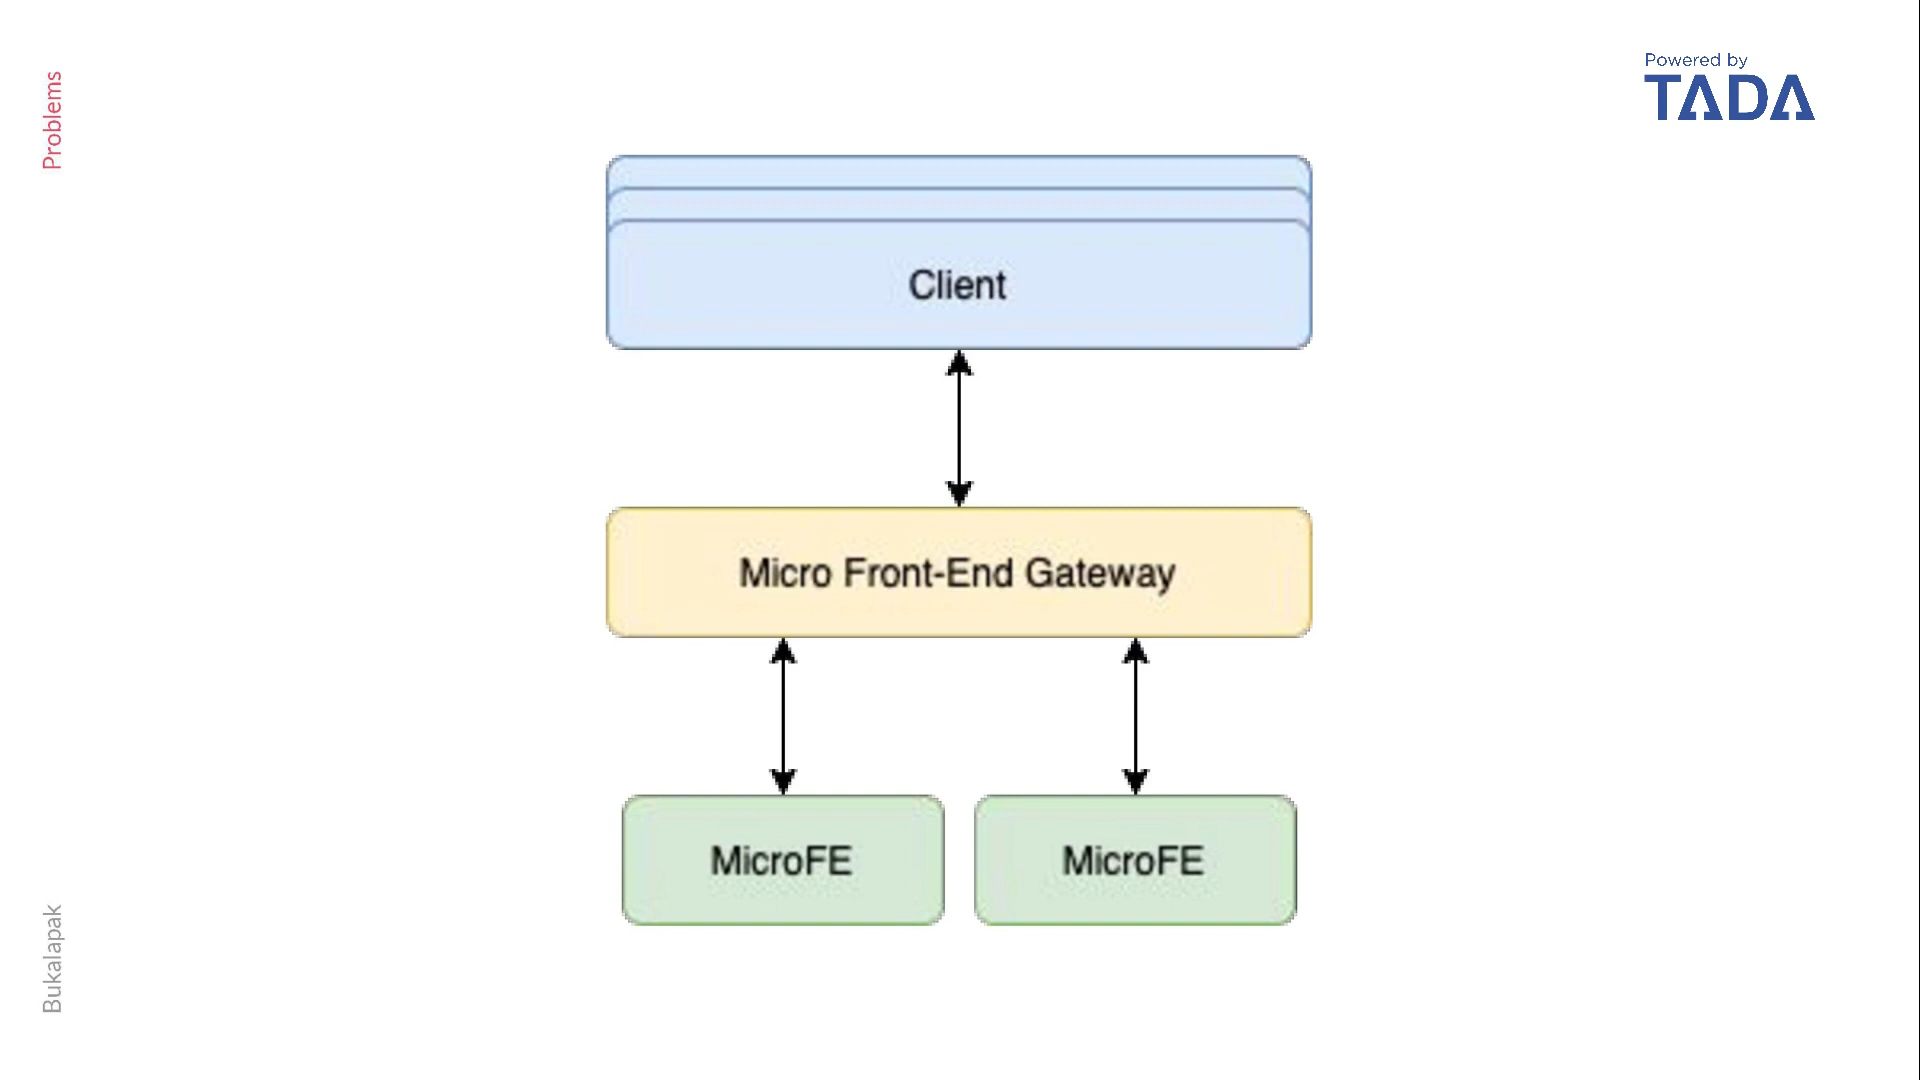 Problems
Powered by
TADA
Client
Micro Front-End Gateway
MicroFE
MicroFE
Bukalapak